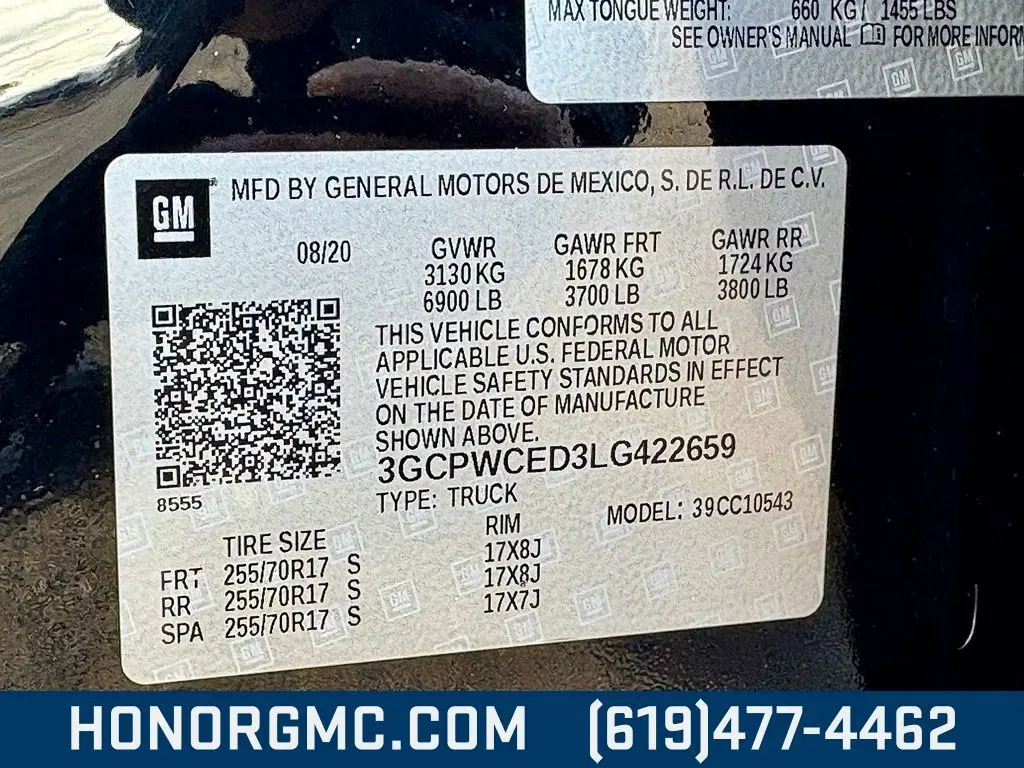 MAX TONGUE WEIGHT: 660 KG / 1455 LBS
SEE OWNER'S MANUAL FOR MORE INFOR
GM
MFD BY GENERAL MOTORS DE MEXICO, S. DE R.L. DE C.V.
08/20 GVWR GAWR FRT GAWR RR
3130 KG 1678 KG 1724 KG
6900 LB 3700 LB 3800 LB
THIS VEHICLE CONFORMS TO ALL
APPLICABLE U.S. FEDERAL MOTOR
VEHICLE SAFETY STANDARDS IN EFFECT
ON THE DATE OF MANUFACTURE
SHOWN ABOVE.
3GCPWCED3LG422659
8555
TYPE: TRUCK MODEL: 39CC10543
TIRE SIZE RIM
FRT 255/70R17 S 17X8J
RR 255/70R17 S 17X8J
SPA 255/70R17 S 17X7J
HONORGMC.COM (619)477-4462